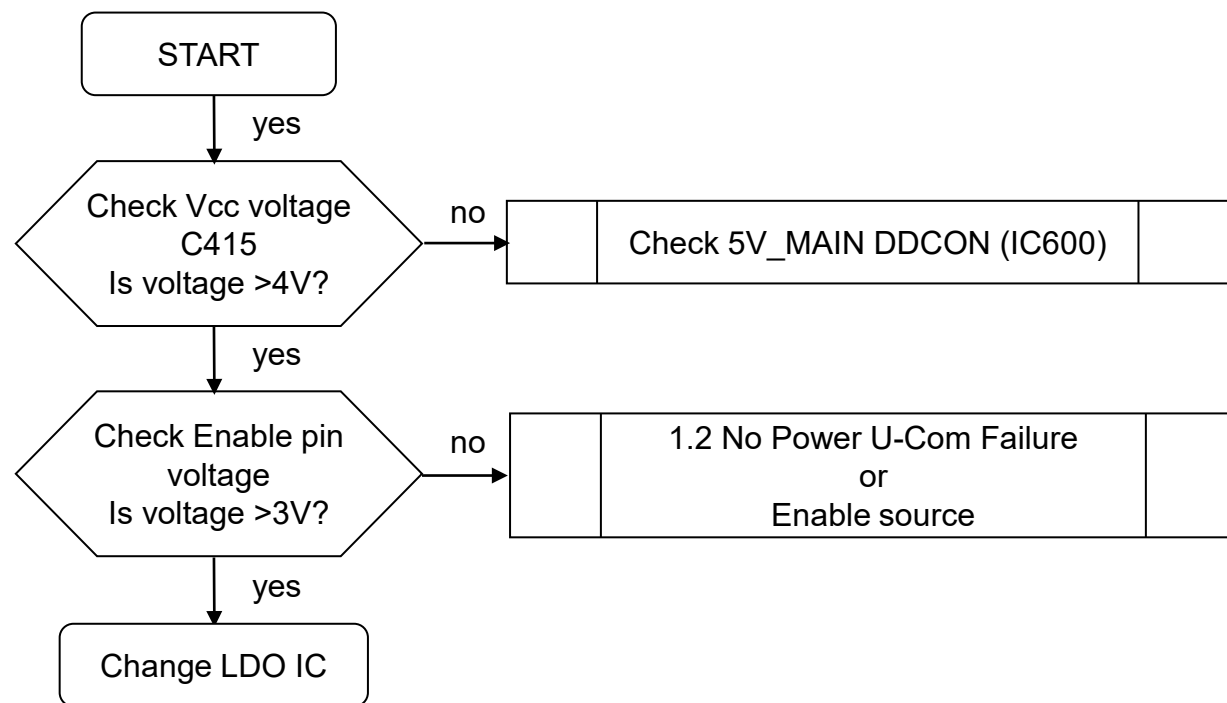 START
yes
Check Vcc voltage
C415
Is voltage >4V?
no
Check 5V_MAIN DDCON (IC600)
yes
Check Enable pin
voltage
Is voltage >3V?
no
1.2 No Power U-Com Failure
or
Enable source
yes
Change LDO IC